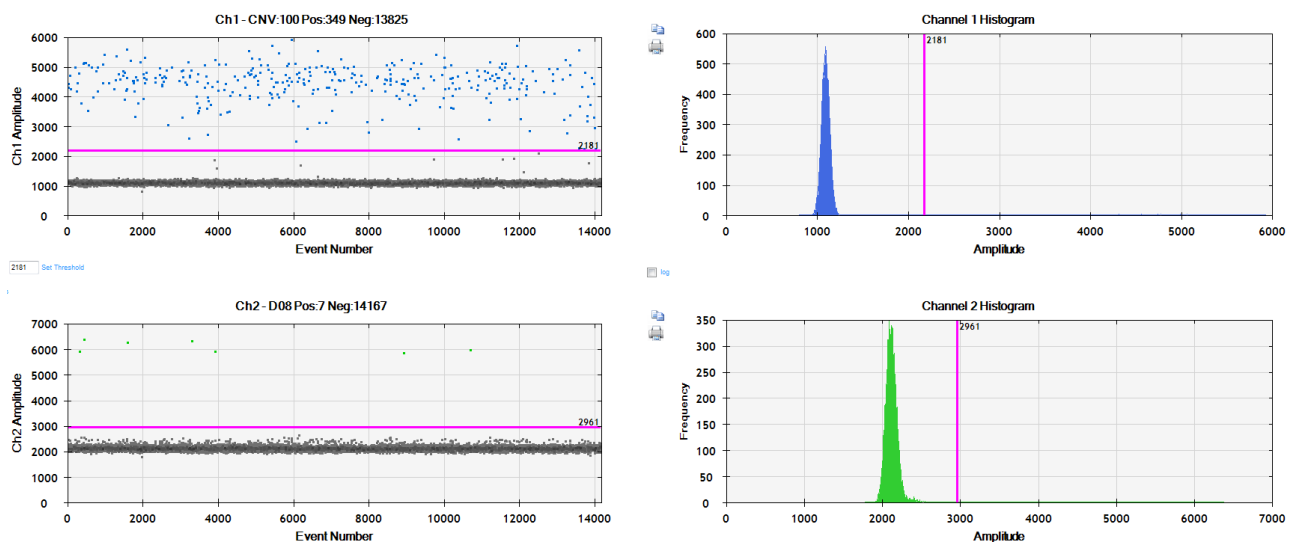 Ch1 - CNV:100 Pos:349 Neg:13825
6000
5000
4000
3000
2000
1000
0
Ch1 Amplitude
2181
0 2000 4000 6000 8000 10000 12000 14000
Event Number
2181 Set Threshold
Channel 1 Histogram
600
500
400
300
200
100
0
Frequency
2181
0 1000 2000 3000 4000 5000 6000
Amplitude
log
Ch2 - D08 Pos:7 Neg:14167
7000
6000
5000
4000
3000
2000
1000
0
Ch2 Amplitude
2961
0 2000 4000 6000 8000 10000 12000 14000
Event Number
Channel 2 Histogram
350
300
250
200
150
100
50
0
Frequency
2961
0 1000 2000 3000 4000 5000 6000 7000
Amplitude